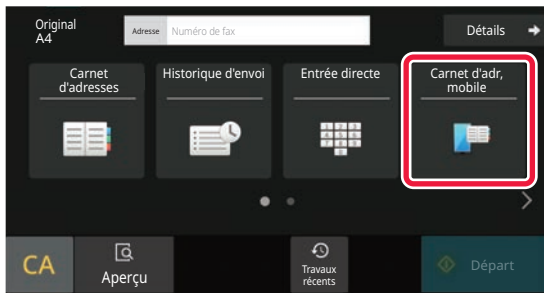 Original
A4
Adresse
Numéro de fax
Détails
Carnet
d'adresses
Historique d'envoi
Entrée directe
Carnet d'adr,
mobile
CA
Aperçu
Travaux
récents
Départ